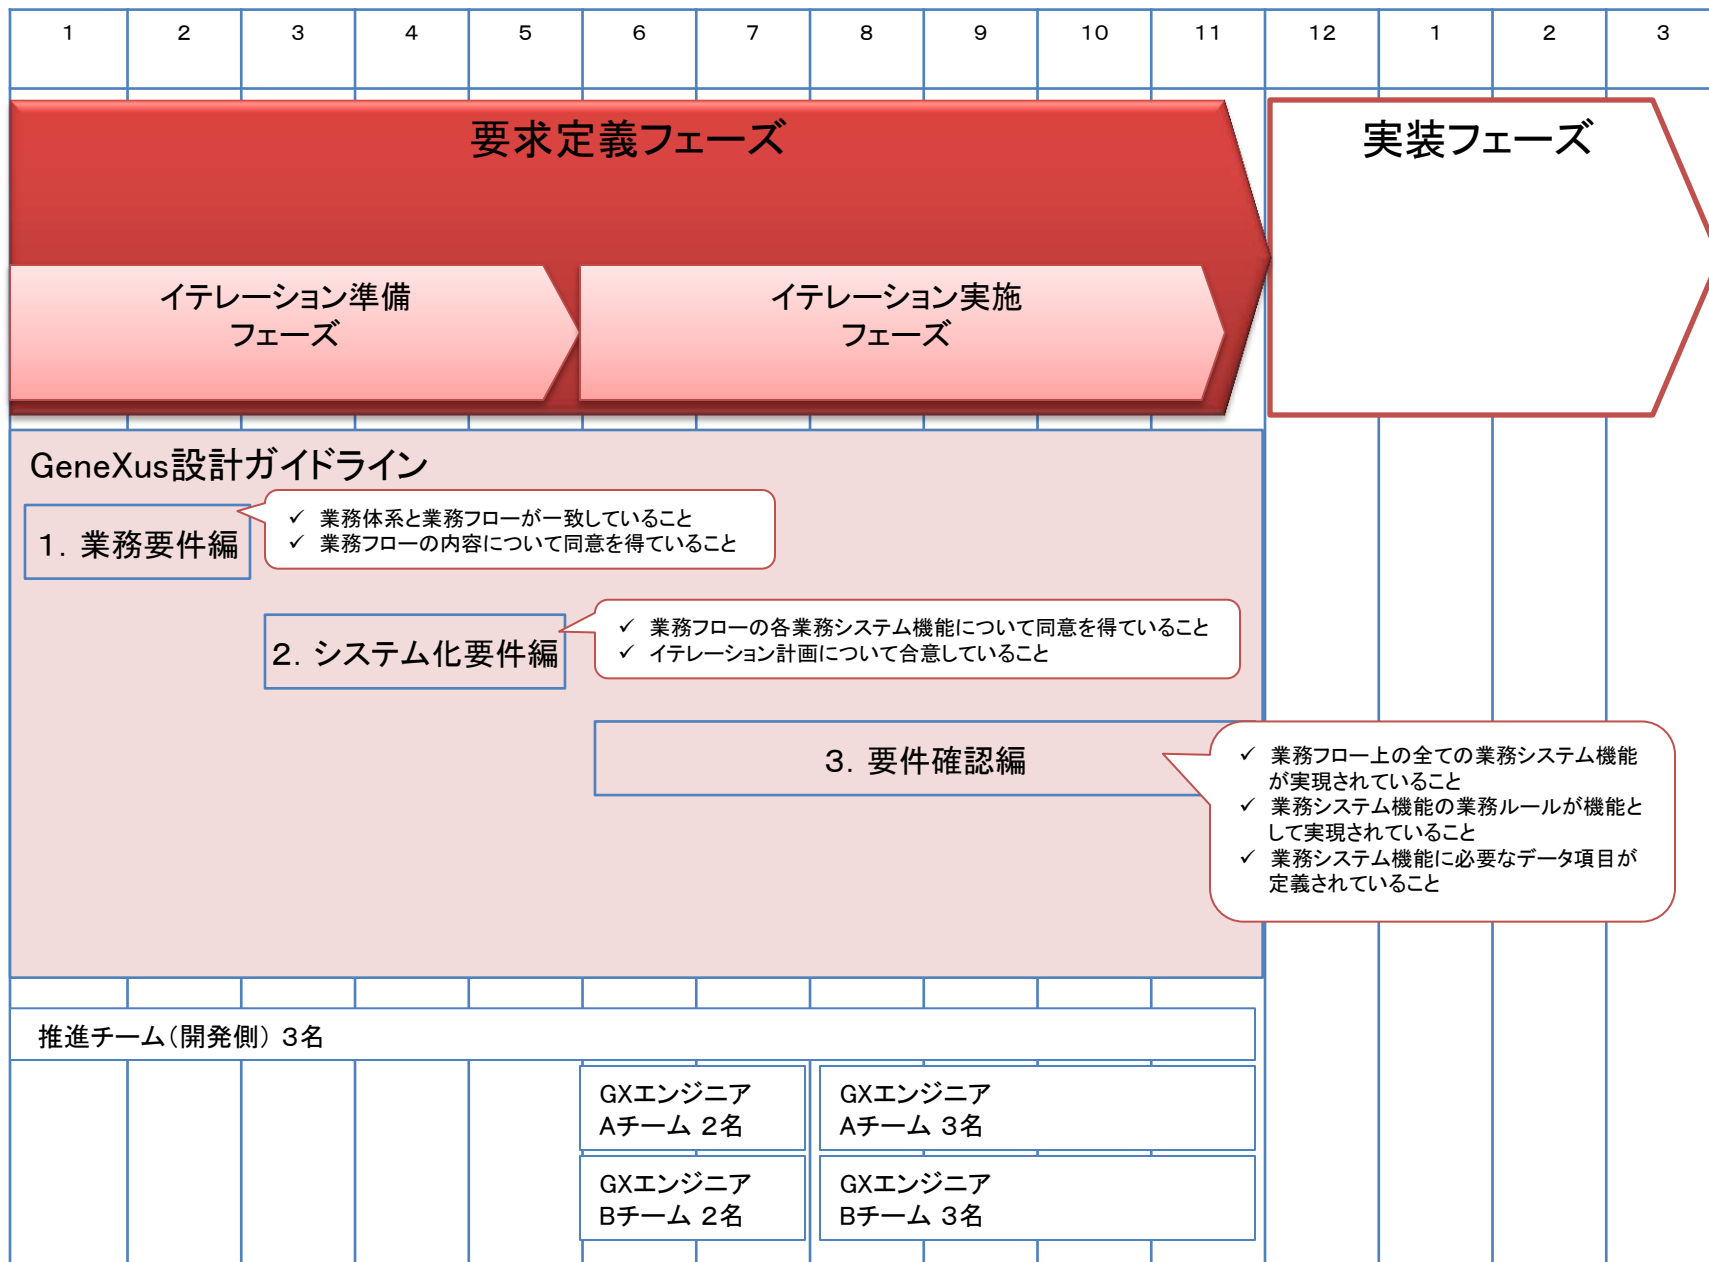 1 2 3 4 5 6 7 8 9 10 11 12 1 2 3
要求定義フェーズ
実装フェーズ
イテレーション準備
フェーズ
イテレーション実施
フェーズ
GeneXus設計ガイドライン
1. 業務要件編
✓ 業務体系と業務フローが一致していること
✓ 業務フローの内容について同意を得ていること
2. システム化要件編
✓ 業務フローの各業務システム機能について同意を得ていること
✓ イテレーション計画について合意していること
3. 要件確認編
✓ 業務フロー上の全ての業務システム機能
が実現されていること
✓ 業務システム機能の業務ルールが機能と
して実現されていること
✓ 業務システム機能に必要なデータ項目が
定義されていること
推進チーム（開発側） 3名
GXエンジニア
Aチーム 2名
GXエンジニア
Aチーム 3名
GXエンジニア
Bチーム 2名
GXエンジニア
Bチーム 3名